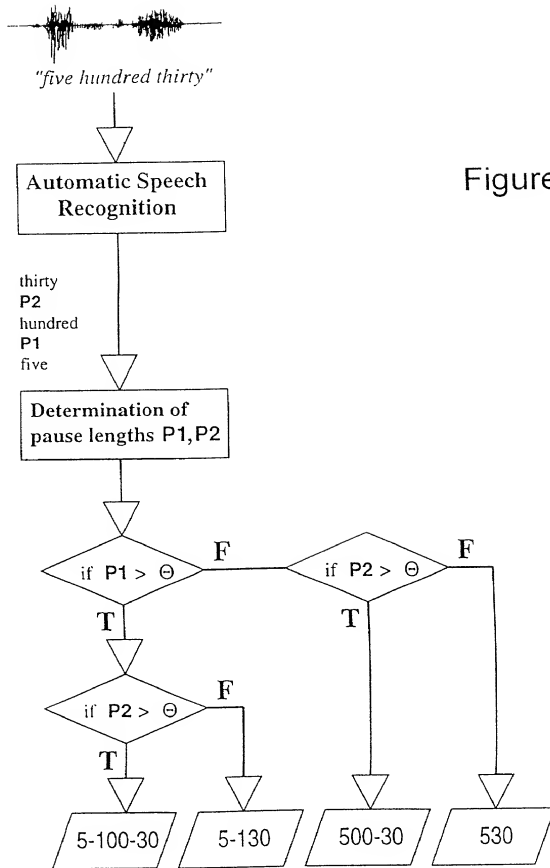 "five hundred thirty"
Automatic Speech
Recognition
Figure
thirty
P2
hundred
P1
five
Determination of
pause lengths P1,P2
if P1 > Θ
F
if P2 > Θ
F
T
T
if P2 > Θ
F
T
5-100-30
5-130
500-30
530